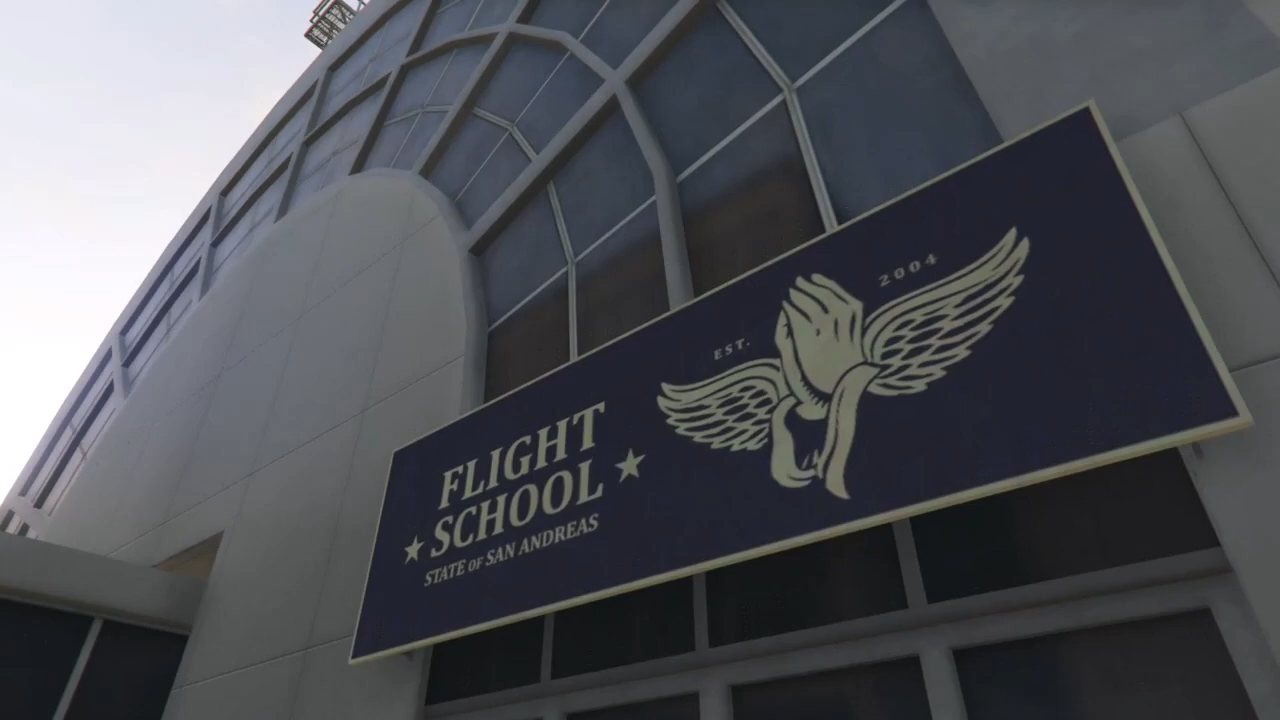 FLIGHT
SCHOOL
STATE OF SAN ANDREAS
EST.
2004